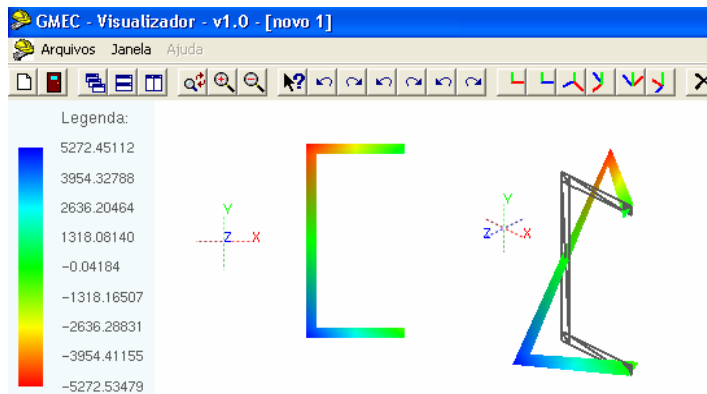 GMEC - Visualizador - v1.0 - [novo 1]
Arquivos Janela Ajuda
Legenda:
5272.45112
3954.32788
2636.20464
1318.08140
-0.04184
-1318.16507
-2636.28831
-3954.41155
-5272.53479
Y
Z X
Y
Z X